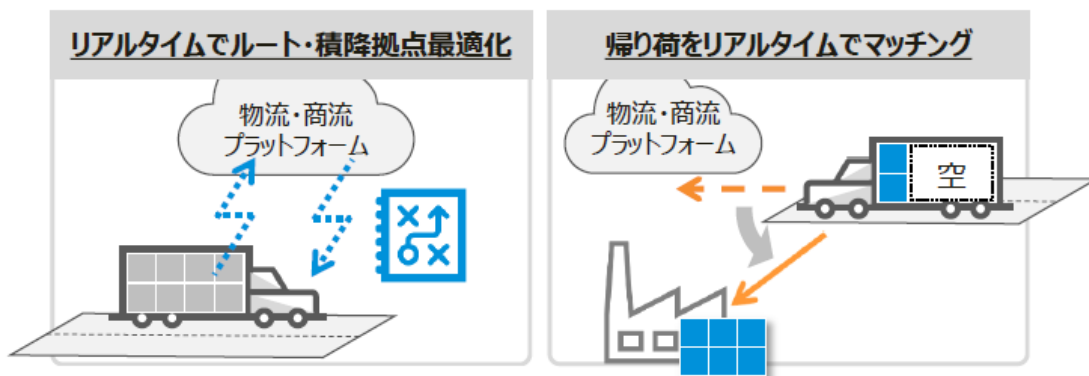 リアルタイムでルート・積降拠点最適化
物流・商流
プラットフォーム
帰り荷をリアルタイムでマッチング
物流・商流
プラットフォーム
空